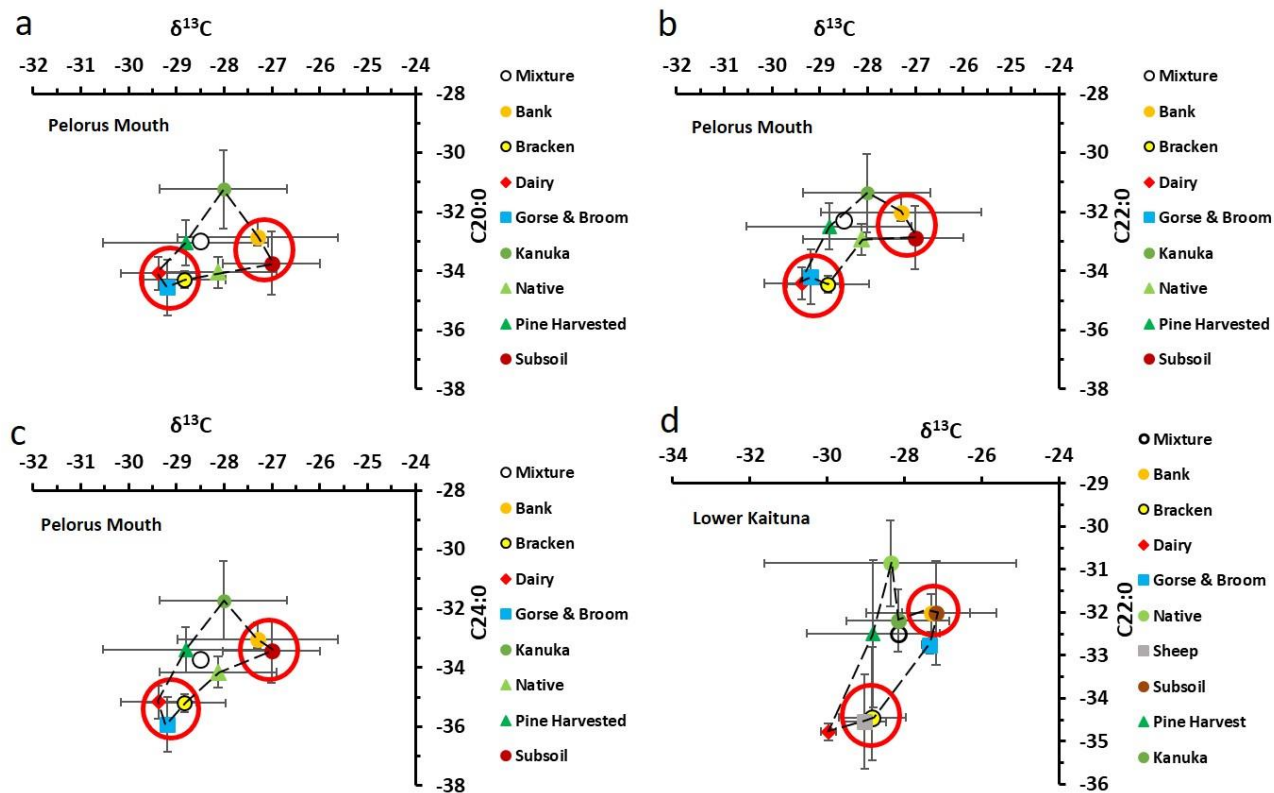 a
δ¹³C
-32 -31 -30 -29 -28 -27 -26 -25 -24
-28
-30
-32
-34
-36
-38
C20:0
Pelorus Mouth
Mixture
Bank
Bracken
Dairy
Gorse & Broom
Kanuka
Native
Pine Harvested
Subsoil
b
δ¹³C
-32 -31 -30 -29 -28 -27 -26 -25 -24
-28
-30
-32
-34
-36
-38
C22:0
Pelorus Mouth
Mixture
Bank
Bracken
Dairy
Gorse & Broom
Kanuka
Native
Pine Harvested
Subsoil
c
δ¹³C
-32 -31 -30 -29 -28 -27 -26 -25 -24
-28
-30
-32
-34
-36
-38
C24:0
Pelorus Mouth
Mixture
Bank
Bracken
Dairy
Gorse & Broom
Kanuka
Native
Pine Harvested
Subsoil
d
δ¹³C
-34 -32 -30 -28 -26 -24
-29
-30
-31
-32
-33
-34
-35
-36
C22:0
Lower Kaituna
Mixture
Bank
Bracken
Dairy
Gorse & Broom
Native
Sheep
Subsoil
Pine Harvest
Kanuka